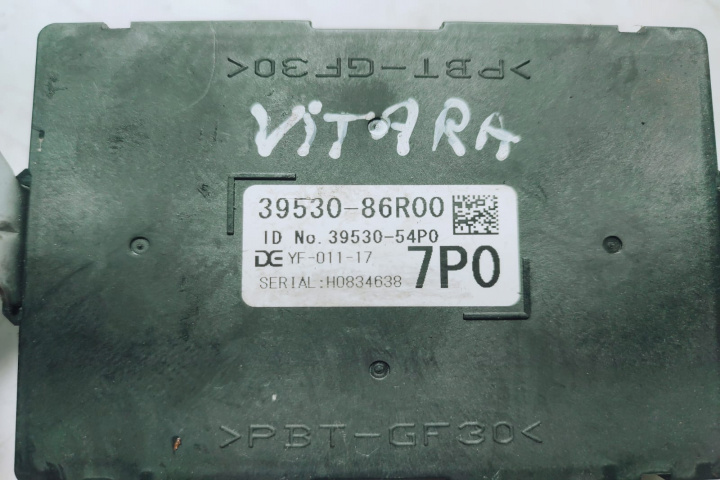 >PBT-GF30<
VITARA
39530-86R00
ID No. 39530-54P0
DE YF-011-17
7P0
SERIAL:H0834638
>PBT-GF30<